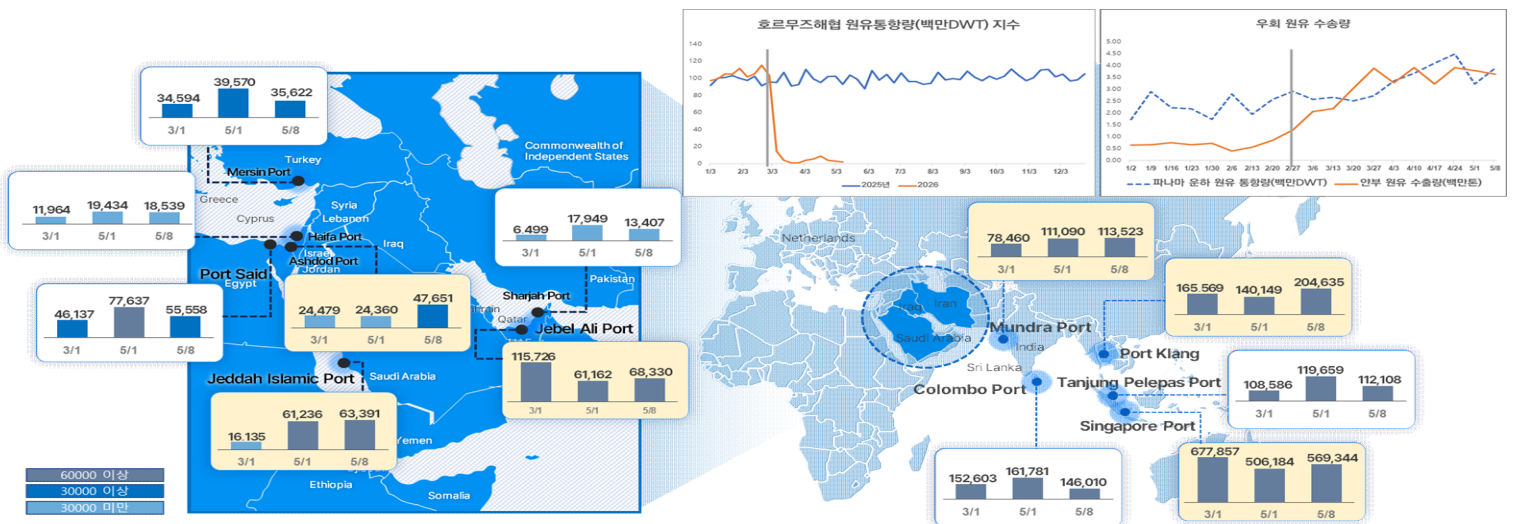 호르무즈해협 원유통항량(백만DWT) 지수
140
120
100
80
60
40
20
0
1/3 2/3 3/3 4/3 5/3 6/3 7/3 8/3 9/3 10/3 11/3 12/3
2025년 2026
우회 원유 수송량
5.00
4.50
4.00
3.50
3.00
2.50
2.00
1.50
1.00
0.50
0.00
1/2 1/9 1/16 1/23 1/30 2/6 2/13 2/20 2/27 3/6 3/13 3/20 3/27 4/3 4/10 4/17 4/24 5/1 5/8
파나마 운하 원유 통항량(백만DWT) 얀부 원유 수출량(백만톤)
34,594 39,570 35,622
3/1 5/1 5/8
Turkey
Mersin Port
Commonwealth of
Independent States
11,964 19,434 18,539
3/1 5/1 5/8
Greece
Cyprus
Syria
Lebanon
Iraq
Haifa Port
Israel
Ashdod Port
Jordan
Port Said
Egypt
6.499 17,949 13,407
3/1 5/1 5/8
Pakistan
46,137 77,637 55,558
3/1 5/1 5/8
24,479 24,360 47,651
3/1 5/1 5/8
Sharjah Port
Qatar
Jebel Ali Port
115,726 61,162 68,330
3/1 5/1 5/8
Jeddah Islamic Port
Saudi Arabia
16.135 61,236 63,391
3/1 5/1 5/8
Yemen
Ethiopia
Somalia
60000 이상
30000 이상
30000 미만
Netherlands
Iraq
Iran
Saudi Arabia
78,460 111,090 113,523
3/1 5/1 5/8
Mundra Port
India
165.569 140,149 204,635
3/1 5/1 5/8
Port Klang
Sri Lanka
Colombo Port
Tanjung Pelepas Port
108,586 119,659 112,108
3/1 5/1 5/8
Singapore Port
152,603 161,781 146,010
3/1 5/1 5/8
677,857 506,184 569,344
3/1 5/1 5/8